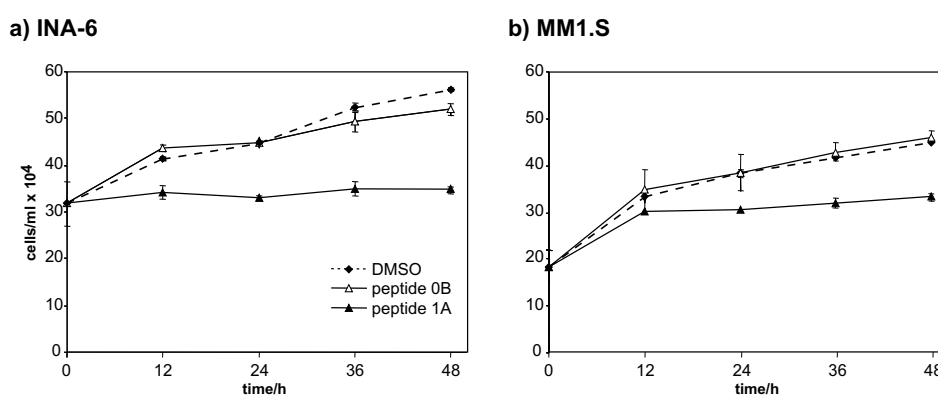 a) INA-6
60
50
40
30
20
10
0
cells/ml x 10⁴
0 12 24 36 48
time/h
DMSO
peptide 0B
peptide 1A
b) MM1.S
60
50
40
30
20
10
0
0 12 24 36 48
time/h